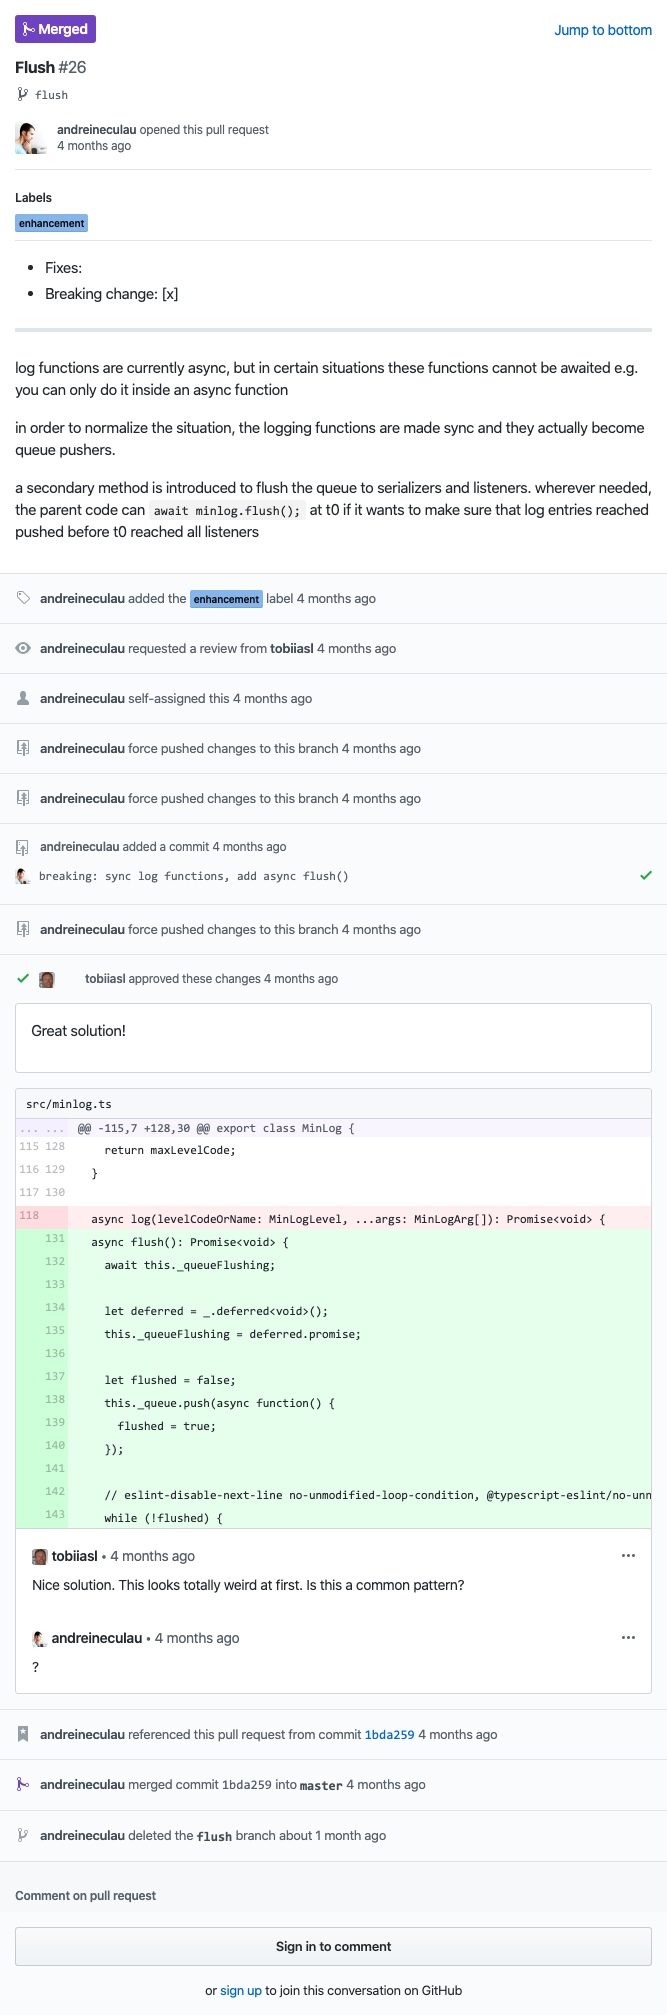 Merged
Jump to bottom
Flush #26
flush
andreineculau opened this pull request
4 months ago
Labels
enhancement
• Fixes:
• Breaking change: [x]
log functions are currently async, but in certain situations these functions cannot be awaited e.g.
you can only do it inside an async function
in order to normalize the situation, the logging functions are made sync and they actually become
queue pushers.
a secondary method is introduced to flush the queue to serializers and listeners. wherever needed,
the parent code can await minlog.flush(); at t0 if it wants to make sure that log entries reached
pushed before t0 reached all listeners
andreineculau added the enhancement label 4 months ago
andreineculau requested a review from tobiiasl 4 months ago
andreineculau self-assigned this 4 months ago
andreineculau force pushed changes to this branch 4 months ago
andreineculau force pushed changes to this branch 4 months ago
andreineculau added a commit 4 months ago
breaking: sync log functions, add async flush()
andreineculau force pushed changes to this branch 4 months ago
tobiiasl approved these changes 4 months ago
Great solution!
src/minlog.ts
... ... @@ -115,7 +128,30 @@ export class MinLog {
115 128 return maxLevelCode;
116 129 }
117 130
118 async log(levelCodeOrName: MinLogLevel, ...args: MinLogArg[]): Promise<void> {
131 async flush(): Promise<void> {
132 await this._queueFlushing;
133
134 let deferred = _.deferred<void>();
135 this._queueFlushing = deferred.promise;
136
137 let flushed = false;
138 this._queue.push(async function() {
139 flushed = true;
140 });
141
142 // eslint-disable-next-line no-unmodified-loop-condition, @typescript-eslint/no-unn
143 while (!flushed) {
tobiiasl • 4 months ago
Nice solution. This looks totally weird at first. Is this a common pattern?
andreineculau • 4 months ago
?
andreineculau referenced this pull request from commit 1bda259 4 months ago
andreineculau merged commit 1bda259 into master 4 months ago
andreineculau deleted the flush branch about 1 month ago
Comment on pull request
Sign in to comment
or sign up to join this conversation on GitHub